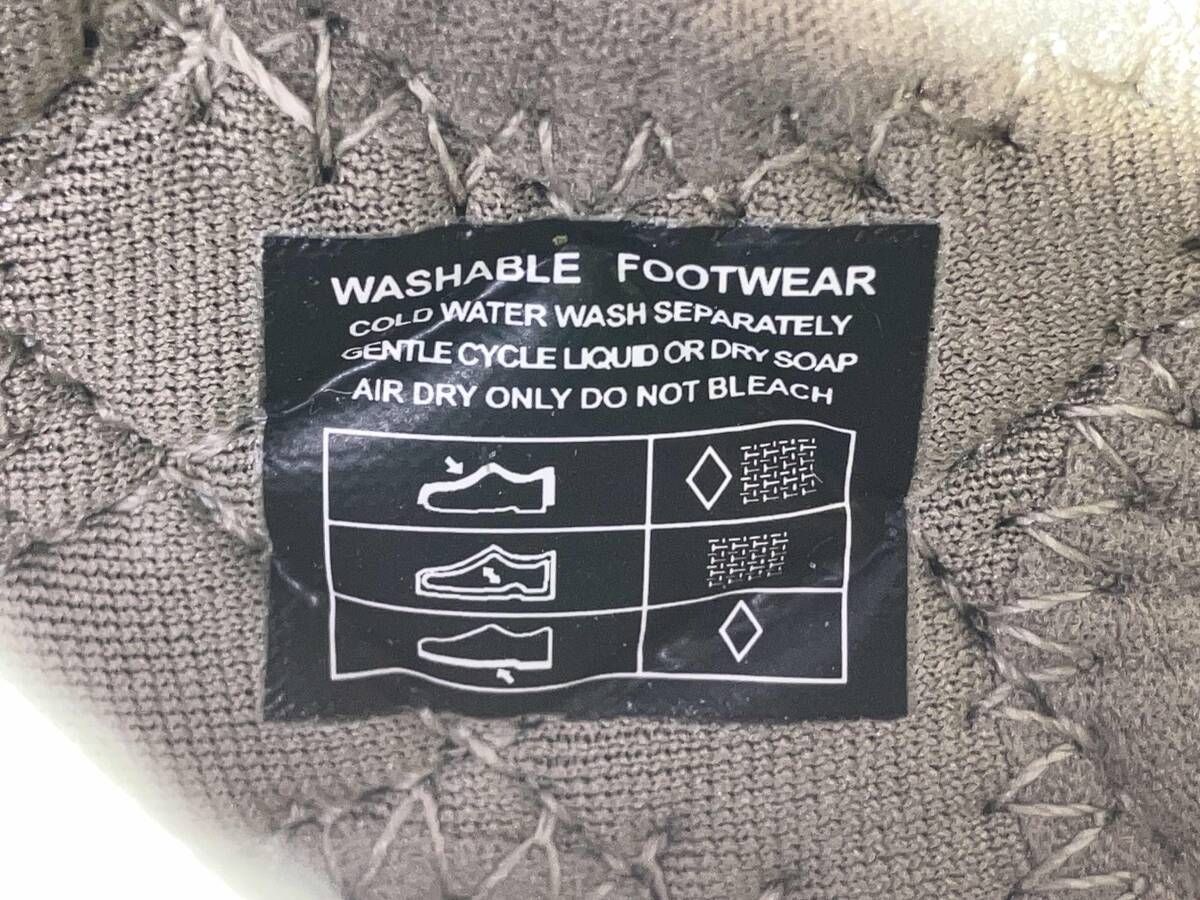 WASHABLE FOOTWEAR
COLD WATER WASH SEPARATELY
GENTLE CYCLE LIQUID OR DRY SOAP
AIR DRY ONLY DO NOT BLEACH